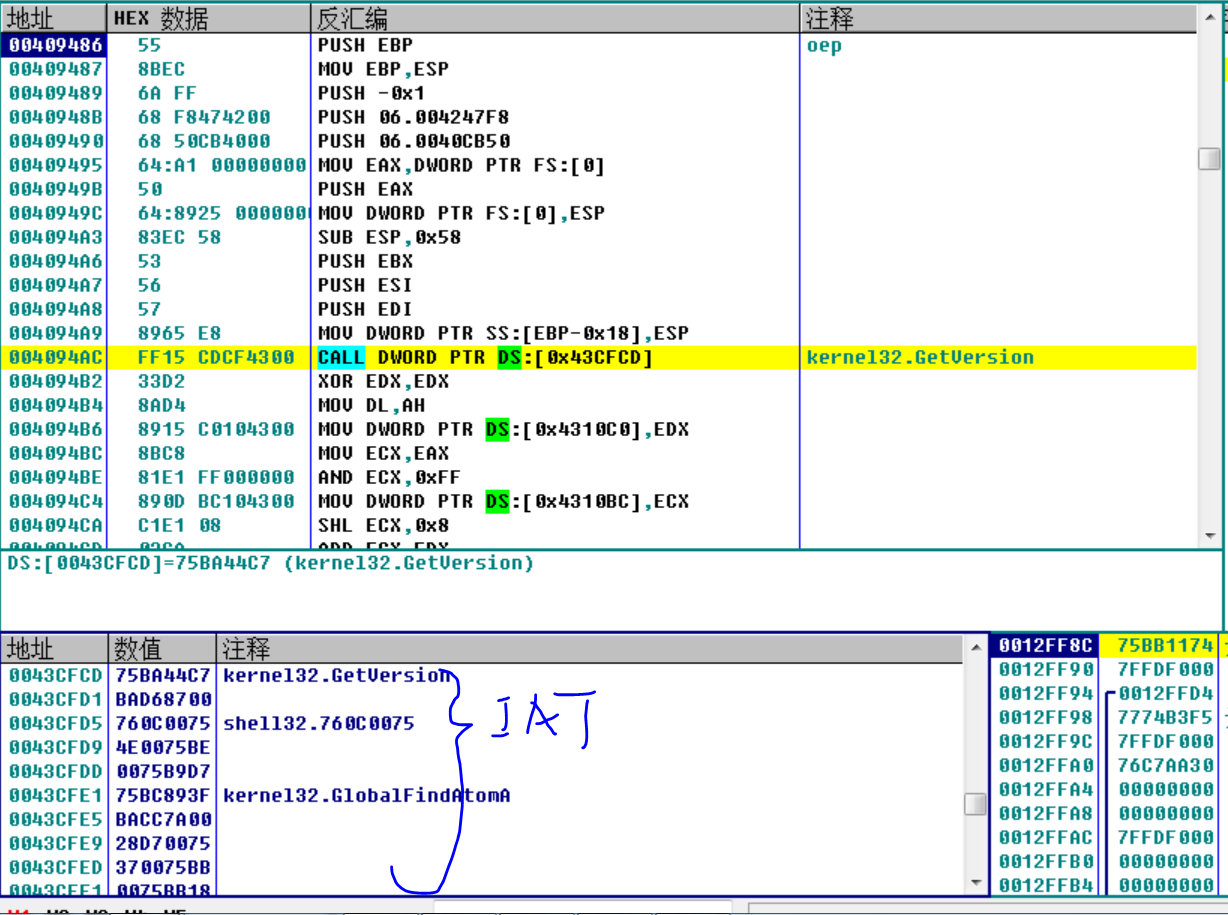 地址 HEX 数据 反汇编 注释
00409486 55 PUSH EBP oep
00409487 8BEC MOV EBP,ESP
00409489 6A FF PUSH -0x1
0040948B 68 F8474200 PUSH 06.004247F8
00409490 68 50CB4000 PUSH 06.0040CB50
00409495 64:A1 00000000 MOV EAX,DWORD PTR FS:[0]
0040949B 50 PUSH EAX
0040949C 64:8925 000000 MOV DWORD PTR FS:[0],ESP
004094A3 83EC 58 SUB ESP,0x58
004094A6 53 PUSH EBX
004094A7 56 PUSH ESI
004094A8 57 PUSH EDI
004094A9 8965 E8 MOV DWORD PTR SS:[EBP-0x18],ESP
004094AC FF15 CDCF4300 CALL DWORD PTR DS:[0x43CFCD] kernel32.GetVersion
004094B2 33D2 XOR EDX,EDX
004094B4 8AD4 MOV DL,AH
004094B6 8915 C0104300 MOV DWORD PTR DS:[0x4310C0],EDX
004094BC 8BC8 MOV ECX,EAX
004094BE 81E1 FF000000 AND ECX,0xFF
004094C4 890D BC104300 MOV DWORD PTR DS:[0x4310BC],ECX
004094CA C1E1 08 SHL ECX,0x8
004094CD 03CA ADD ECX,EDX
DS:[0043CFCD]=75BA44C7 (kernel32.GetVersion)
地址 数值 注释
0043CFCD 75BA44C7 kernel32.GetVersion
0043CFD1 BAD68700
0043CFD5 760C0075 shell32.760C0075
0043CFD9 4E0075BE
0043CFDD 0075B9D7
0043CFE1 75BC893F kernel32.GlobalFindAtomA
0043CFE5 BACC7A00
0043CFE9 28D70075
0043CFED 370075BB
0043CFF1 0075BB18
IAT
0012FF8C 75BB1174
0012FF90 7FFDF000
0012FF94 0012FFD4
0012FF98 7774B3F5
0012FF9C 7FFDF000
0012FFA0 76C7AA30
0012FFA4 00000000
0012FFA8 00000000
0012FFAC 7FFDF000
0012FFB0 00000000
0012FFB4 00000000